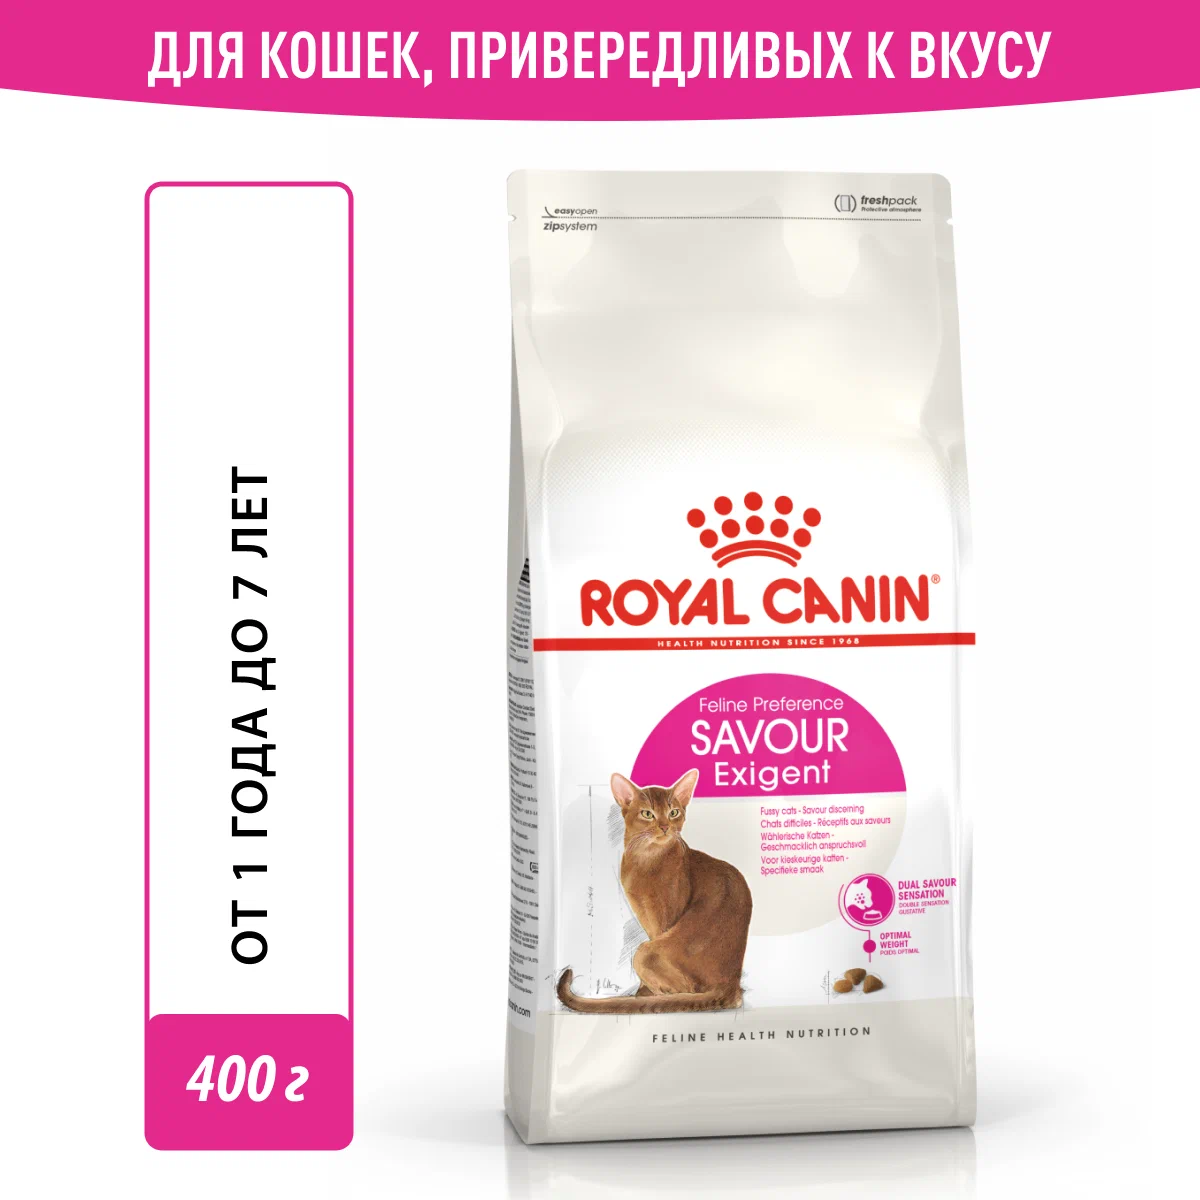 ДЛЯ КОШЕК, ПРИВЕРЕДЛИВЫХ К ВКУСУ
ОТ 1 ГОДА ДО 7 ЛЕТ
400 г
easyopen
zipsystem
freshpack
Protective atmosphere
ROYAL CANIN®
HEALTH NUTRITION SINCE 1968
Feline Preference
SAVOUR
Exigent
Fussy cats - Savour discerning
Chats difficiles - Réceptifs aux saveurs
Wählerische Katzen -
Geschmacklich anspruchsvoll
Voor kieskeurige katten -
Specifieke smaak
DUAL SAVOUR
SENSATION
DOUBLE SENSATION
GUSTATIVE
OPTIMAL
WEIGHT
POIDS OPTIMAL
FELINE HEALTH NUTRITION